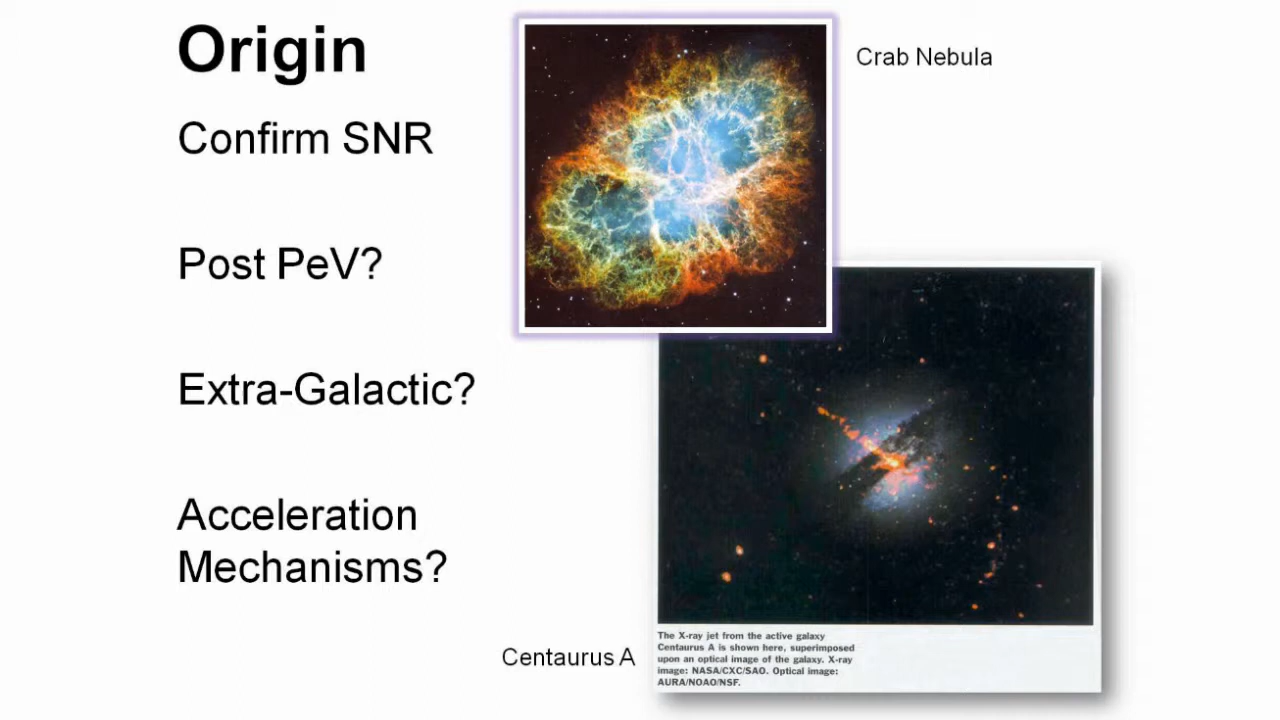 Origin
Confirm SNR
Post PeV?
Extra-Galactic?
Acceleration
Mechanisms?
Crab Nebula
Centaurus A
The X-ray jet from the active galaxy
Centaurus A is shown here, superimposed
upon an optical image of the galaxy. X-ray
image: NASA/CXC/SAO. Optical image:
AURA/NOAO/NSF.